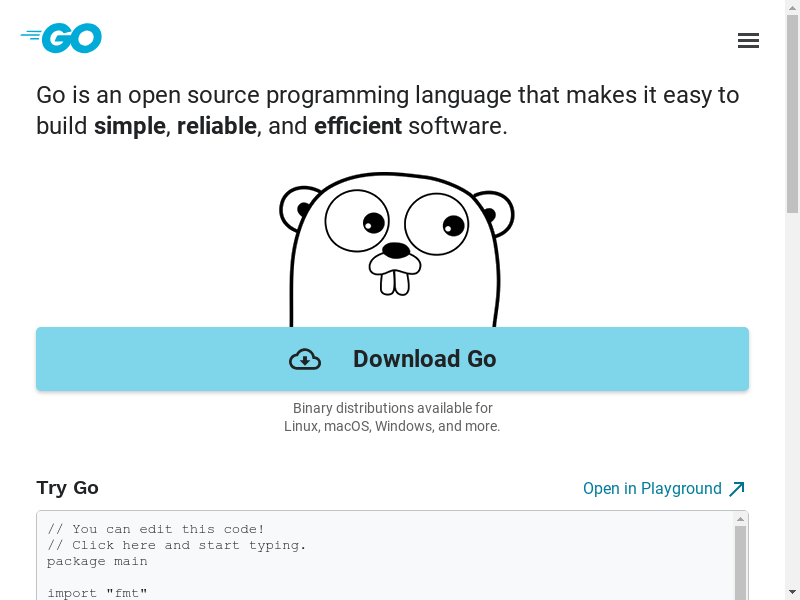 GO
Go is an open source programming language that makes it easy to
build simple, reliable, and efficient software.
Download Go
Binary distributions available for
Linux, macOS, Windows, and more.
Try Go
Open in Playground
// You can edit this code!
// Click here and start typing.
package main
import "fmt"